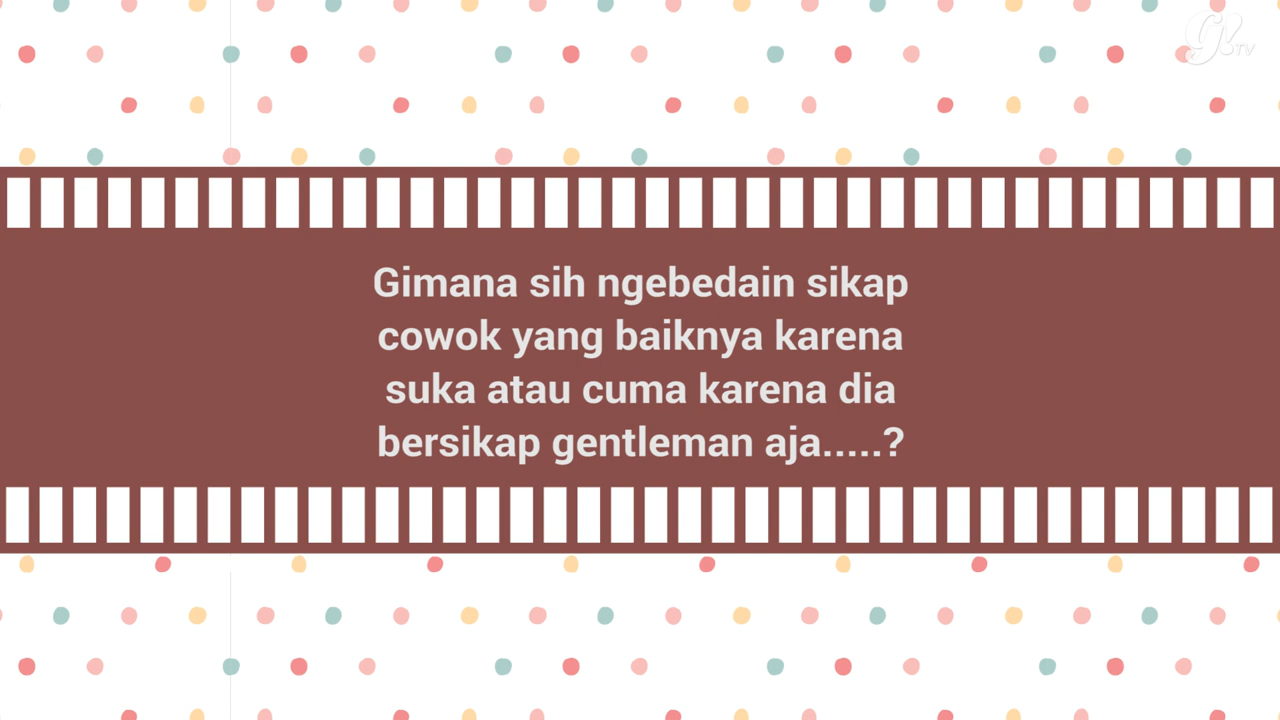 Gimana sih ngebedain sikap
cowok yang baiknya karena
suka atau cuma karena dia
bersikap gentleman aja.....?